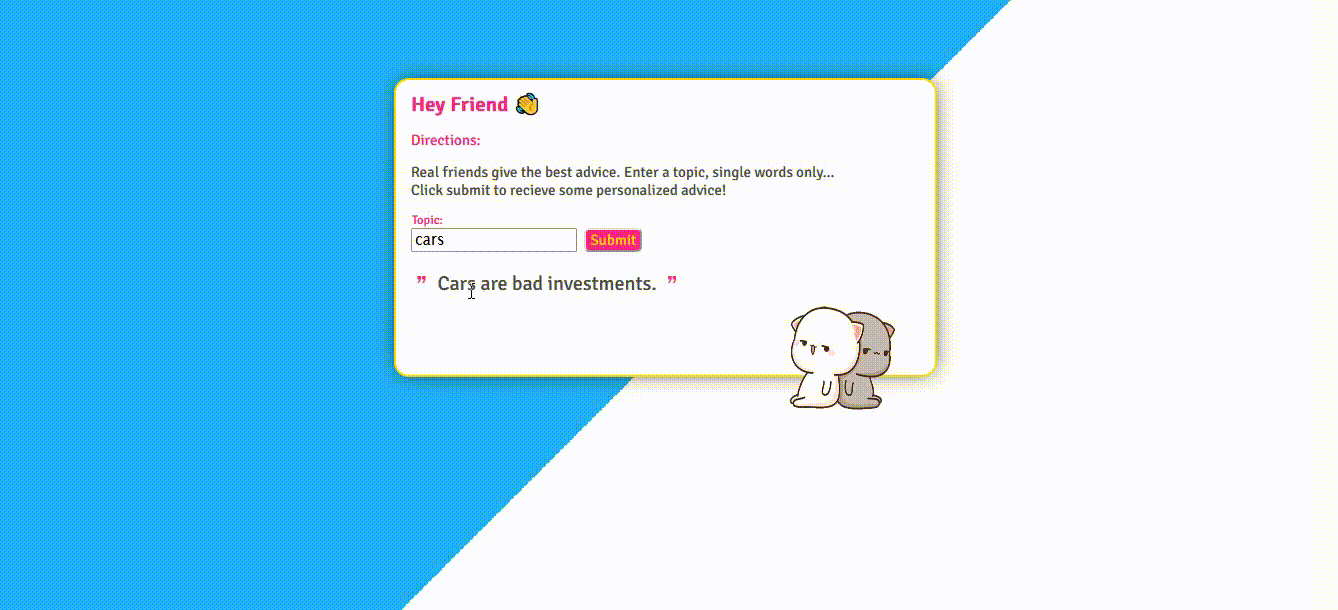 Hey Friend 👏
Directions:
Real friends give the best advice. Enter a topic, single words only...
Click submit to recieve some personalized advice!
Topic:
cars Submit
” Cars are bad investments. ”